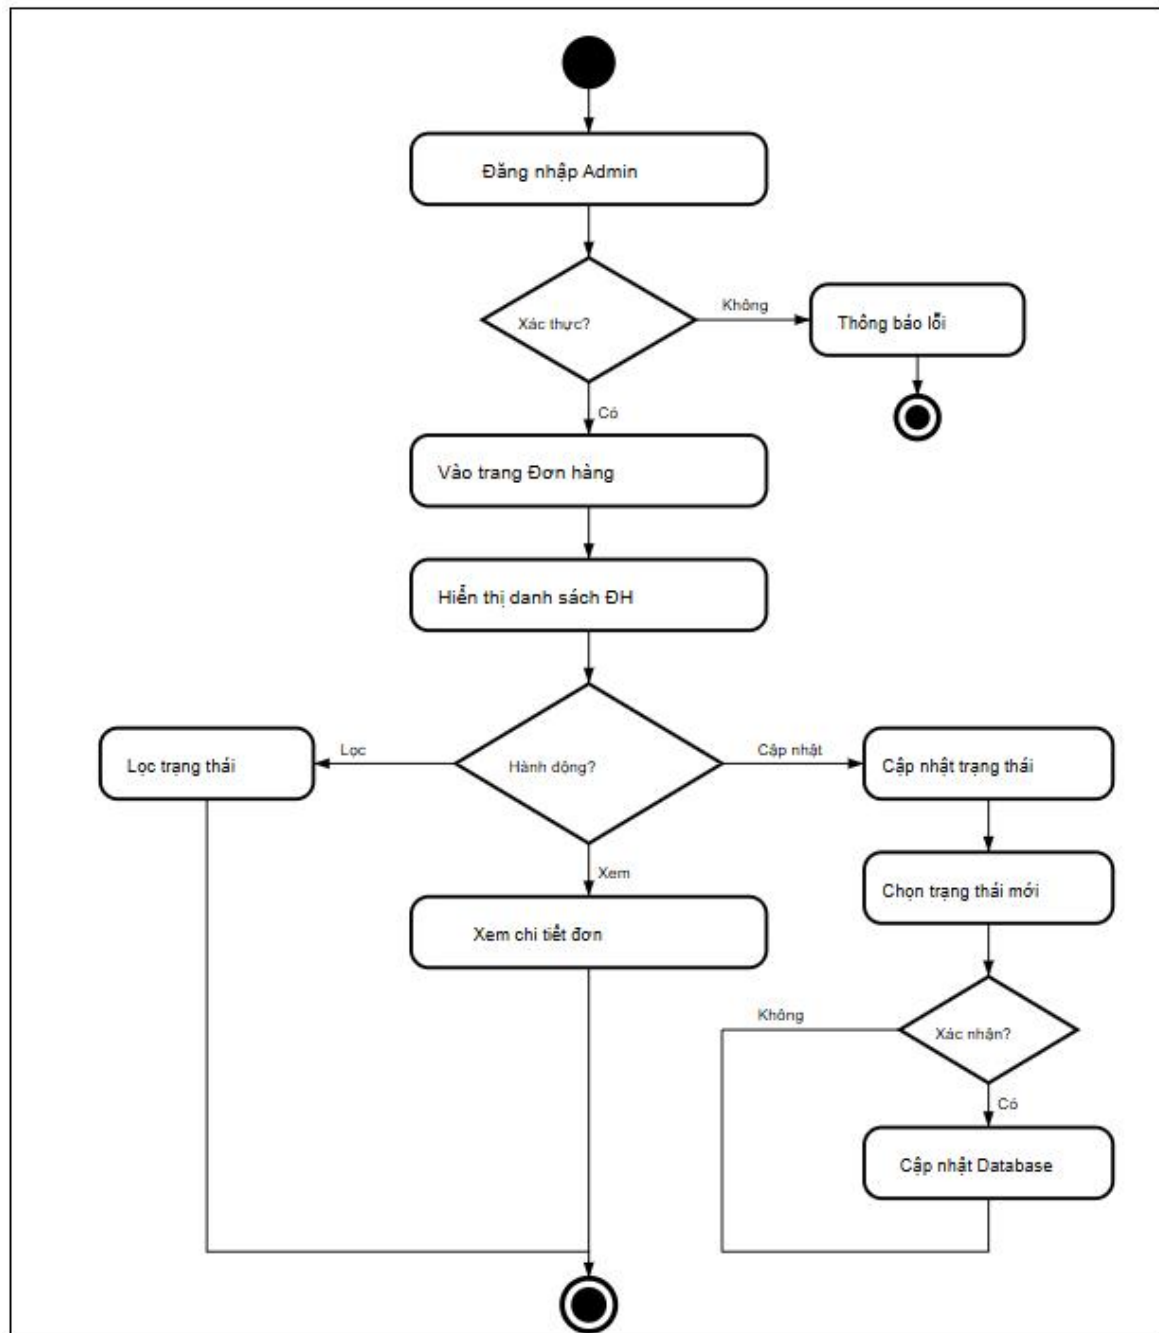 Đăng nhập Admin
Xác thực?
Không
Thông báo lỗi
Có
Vào trang Đơn hàng
Hiển thị danh sách ĐH
Lọc trạng thái
Lọc
Hành động?
Cập nhật
Cập nhật trạng thái
Xem
Chọn trạng thái mới
Xem chi tiết đơn
Không
Xác nhận?
Có
Cập nhật Database